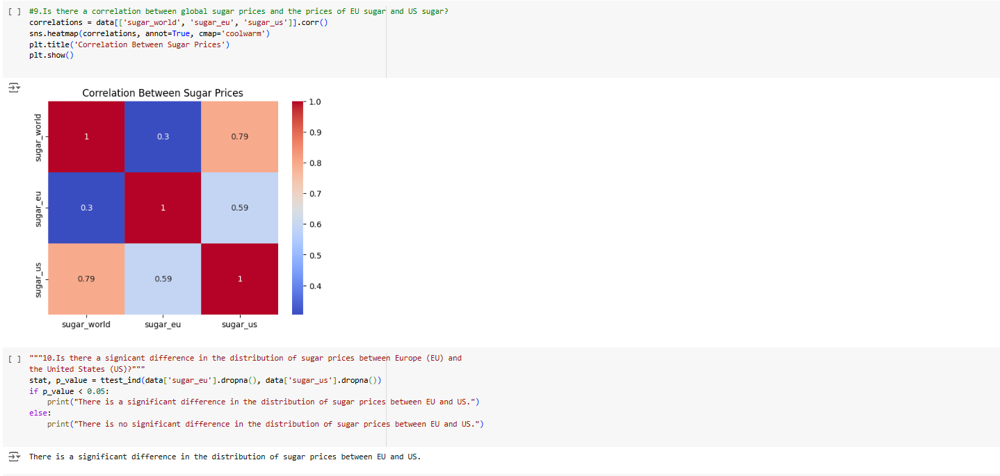 [ ] #9.Is there a correlation between global sugar prices and the prices of EU sugar and US sugar?
correlations = data[['sugar_world', 'sugar_eu', 'sugar_us']].corr()
sns.heatmap(correlations, annot=True, cmap='coolwarm')
plt.title('Correlation Between Sugar Prices')
plt.show()
Correlation Between Sugar Prices
sugar_world
1 0.3 0.79
sugar_eu
0.3 1 0.59
sugar_us
0.79 0.59 1
sugar_world sugar_eu sugar_us
1.0
0.9
0.8
0.7
0.6
0.5
0.4
[ ] """10.Is there a signicant difference in the distribution of sugar prices between Europe (EU) and
the United States (US)?"""
stat, p_value = ttest_ind(data['sugar_eu'].dropna(), data['sugar_us'].dropna())
if p_value < 0.05:
    print("There is a significant difference in the distribution of sugar prices between EU and US.")
else:
    print("There is no significant difference in the distribution of sugar prices between EU and US.")
There is a significant difference in the distribution of sugar prices between EU and US.